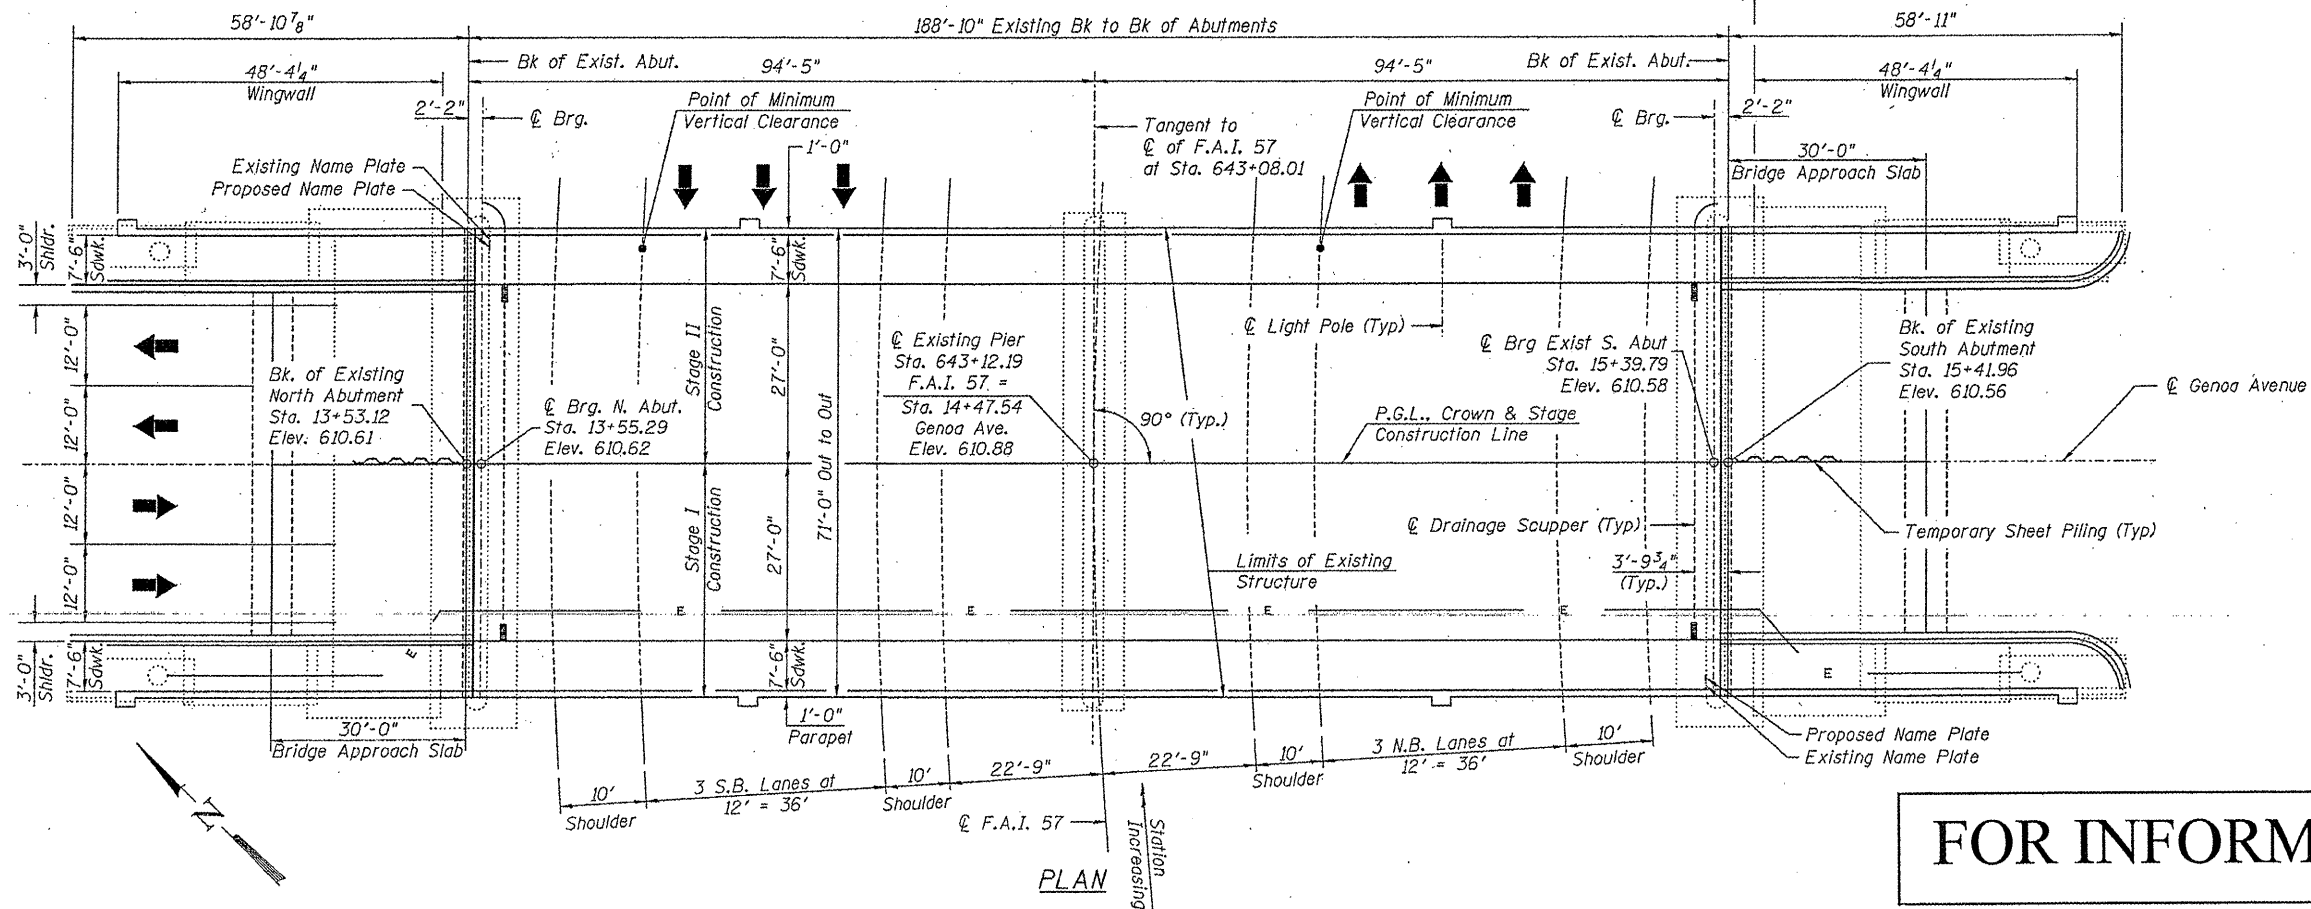 58'-10 7/8"
188'-10" Existing Bk to Bk of Abutments
58'-11"
Bk of Exist. Abut.
94'-5"
94'-5"
Bk of Exist. Abut.
48'-4 1/4"
Wingwall
48'-4 1/4"
Wingwall
2'-2"
℄ Brg.
Point of Minimum
Vertical Clearance
1'-0"
Tangent to
℄ of F.A.I. 57
at Sta. 643+08.01
Point of Minimum
Vertical Clearance
℄ Brg.
2'-2"
30'-0"
Bridge Approach Slab
Existing Name Plate
Proposed Name Plate
3'-0"
Shldr.
7'-6"
Sdwk.
7'-6"
Sdwk.
12'-0"
12'-0"
12'-0"
12'-0"
Bk. of Existing
North Abutment
Sta. 13+53.12
Elev. 610.61
℄ Brg. N. Abut.
Sta. 13+55.29
Elev. 610.62
Stage II
Construction
27'-0"
71'-0" Out to Out
℄ Existing Pier
Sta. 643+12.19
F.A.I. 57 =
Sta. 14+47.54
Genoa Ave.
Elev. 610.88
90° (Typ.)
℄ Light Pole (Typ)
P.G.L., Crown & Stage
Construction Line
℄ Brg Exist S. Abut
Sta. 15+39.79
Elev. 610.58
Bk. of Existing
South Abutment
Sta. 15+41.96
Elev. 610.56
℄ Genoa Avenue
Stage I
Construction
27'-0"
Limits of Existing
Structure
℄ Drainage Scupper (Typ)
3'-9 3/4"
(Typ.)
Temporary Sheet Piling (Typ)
E
E
E
E
E
E
3'-0"
Shldr.
7'-6"
Sdwk.
7'-6"
Sdwk.
1'-0"
Parapet
30'-0"
Bridge Approach Slab
10'
Shoulder
3 S.B. Lanes at
12' = 36'
10'
Shoulder
22'-9"
22'-9"
10'
Shoulder
3 N.B. Lanes at
12' = 36'
10'
Shoulder
Proposed Name Plate
Existing Name Plate
℄ F.A.I. 57
Station
Increasing
N
PLAN
FOR INFORM